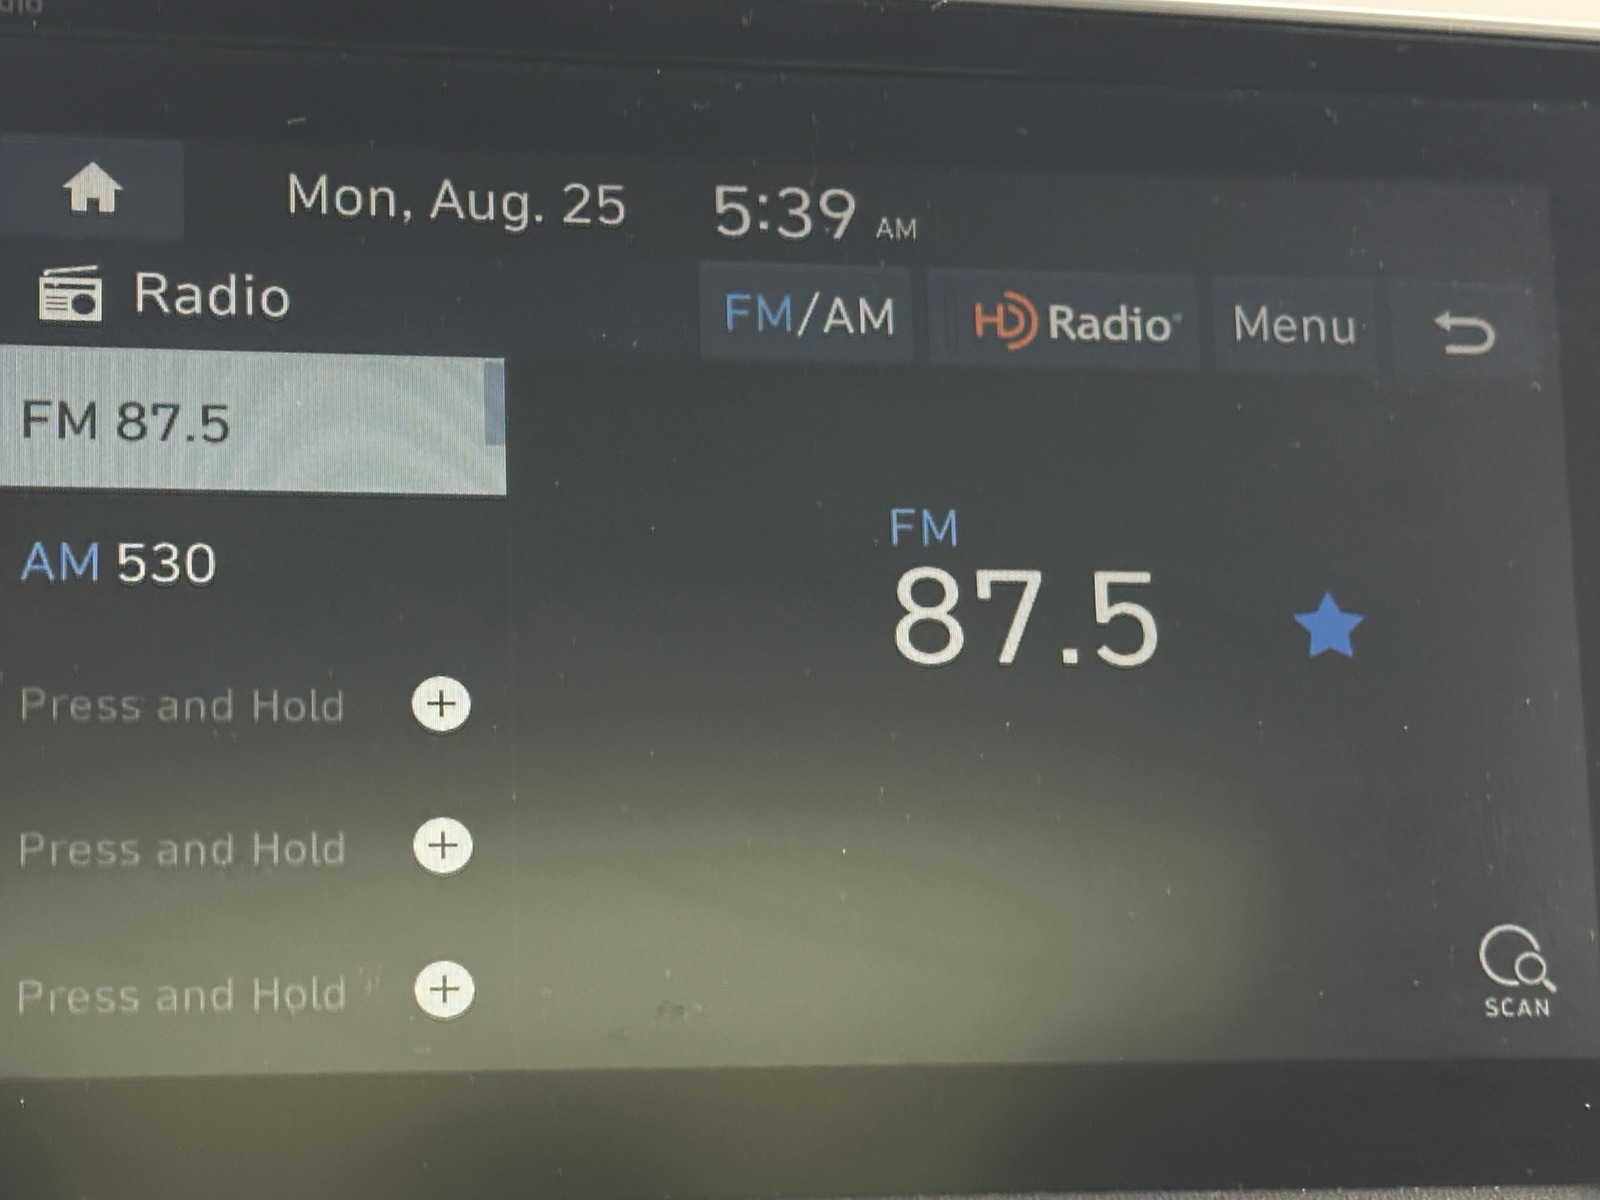 Mon, Aug. 25 5:39 AM
Radio FM/AM HD Radio® Menu
FM 87.5
AM 530
FM
87.5
Press and Hold
Press and Hold
Press and Hold
SCAN